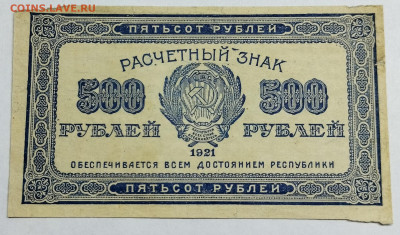 COINS.LAVE.RU
ПЯТЬСОТ РУБЛЕЙ
РАСЧЕТНЫЙ ЗНАК
500 500
РУБЛЕЙ РУБЛЕЙ
1921
ОБЕСПЕЧИВАЕТСЯ ВСЕМ ДОСТОЯНИЕМ РЕСПУБЛИКИ
ПЯТЬСОТ РУБЛЕЙ